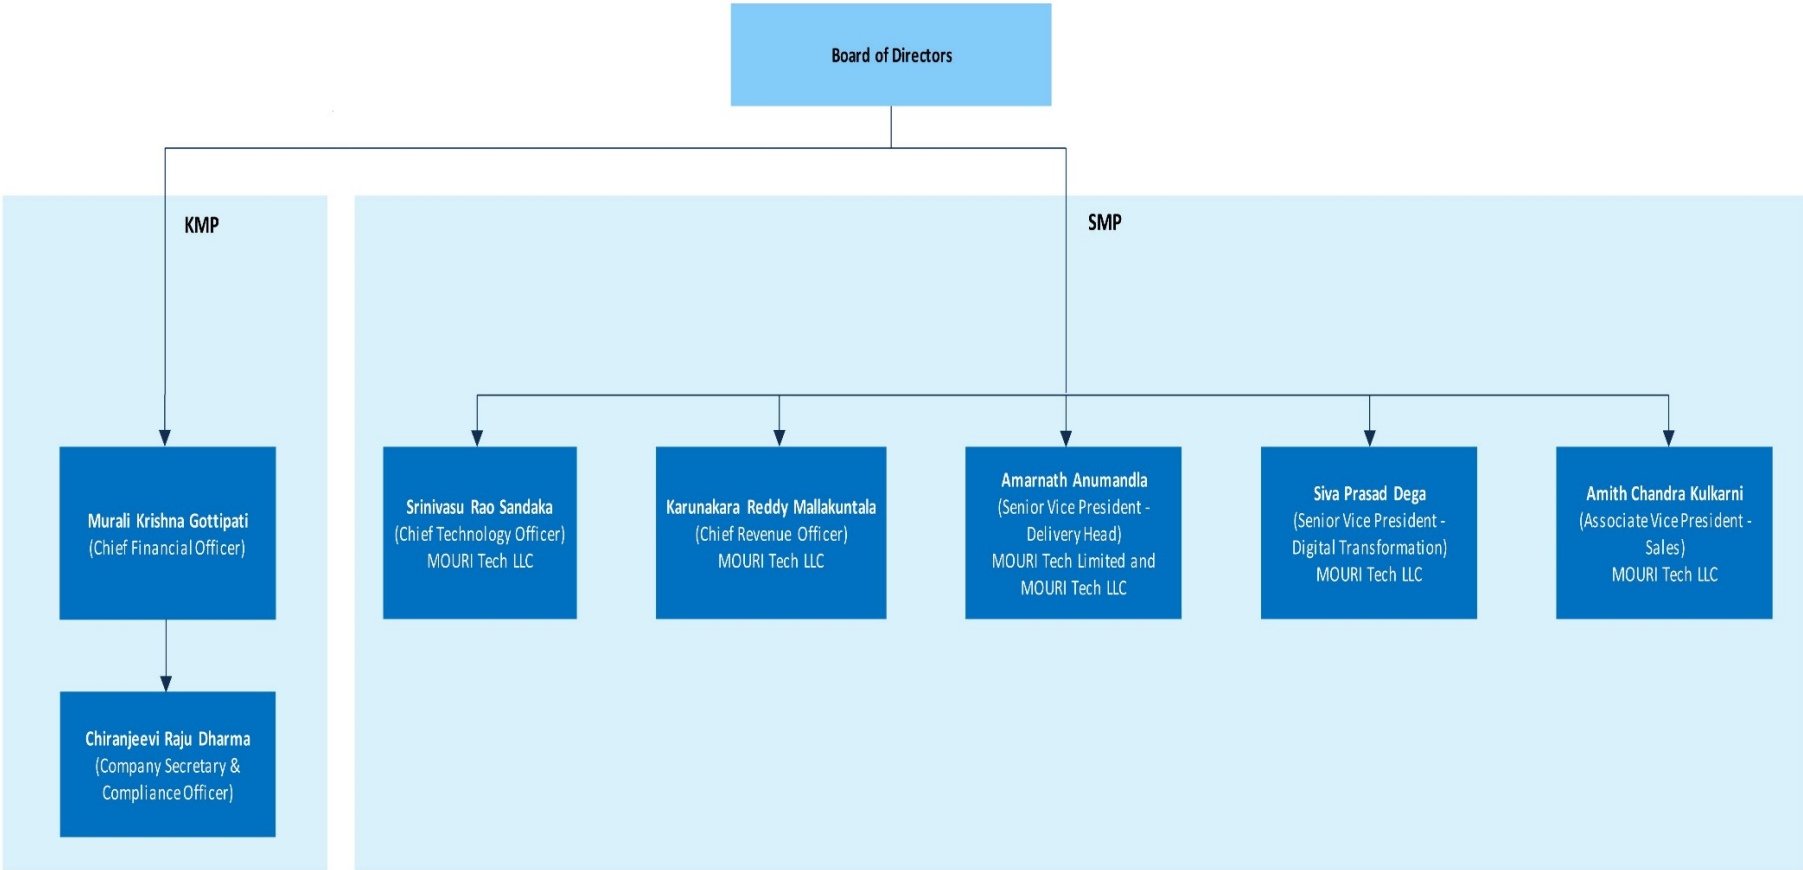 Board of Directors
KMP
SMP
Murali Krishna Gottipati
(Chief Financial Officer)
Srinivasu Rao Sandaka
(Chief Technology Officer)
MOURI Tech LLC
Karunakara Reddy Mallakuntala
(Chief Revenue Officer)
MOURI Tech LLC
Amarnath Anumandla
(Senior Vice President -
Delivery Head)
MOURI Tech Limited and
MOURI Tech LLC
Siva Prasad Dega
(Senior Vice President -
Digital Transformation)
MOURI Tech LLC
Amith Chandra Kulkarni
(Associate Vice President -
Sales)
MOURI Tech LLC
Chiranjeevi Raju Dharma
(Company Secretary &
Compliance Officer)